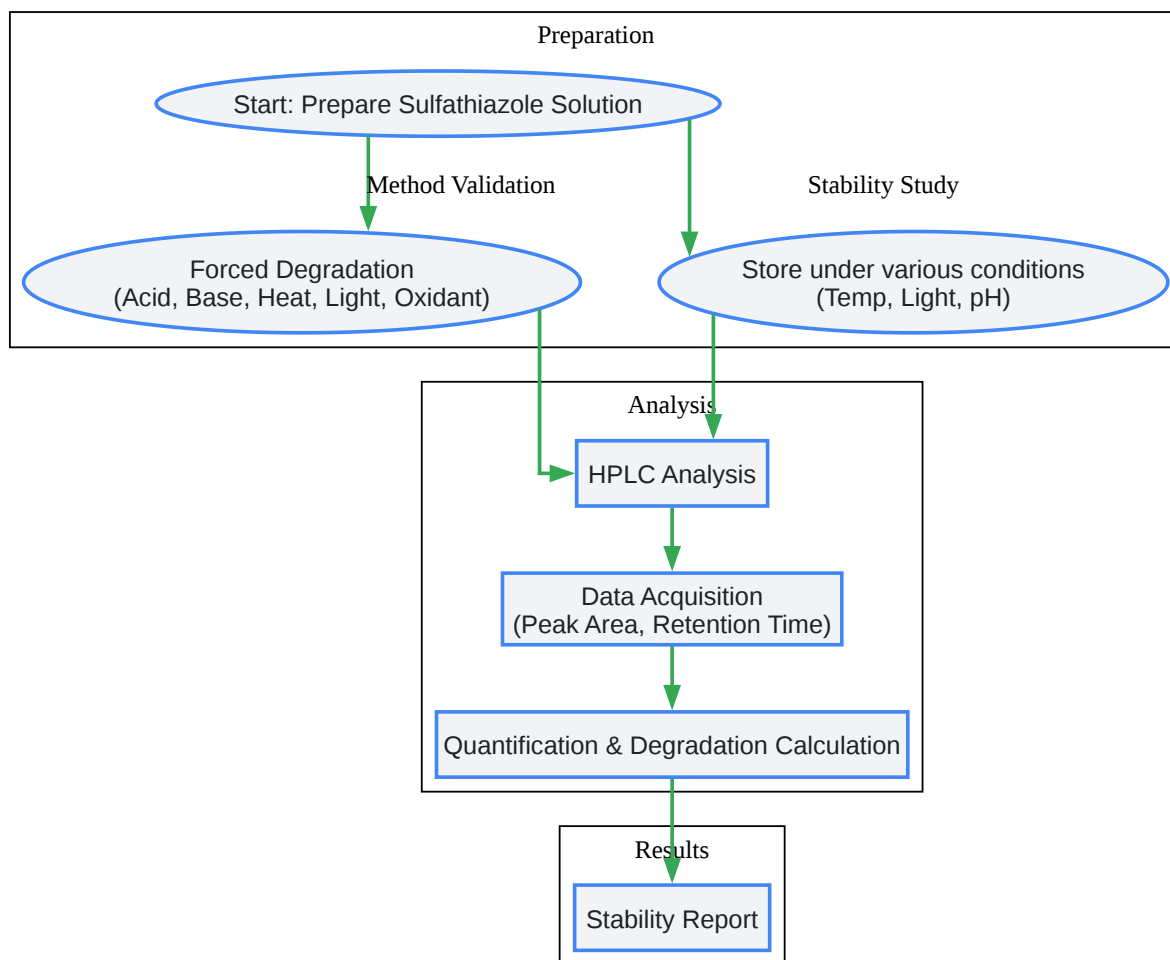 Preparation
Start: Prepare Sulfathiazole Solution
Method Validation
Stability Study
Forced Degradation
(Acid, Base, Heat, Light, Oxidant)
Store under various conditions
(Temp, Light, pH)
Analysis
HPLC Analysis
Data Acquisition
(Peak Area, Retention Time)
Quantification & Degradation Calculation
Results
Stability Report